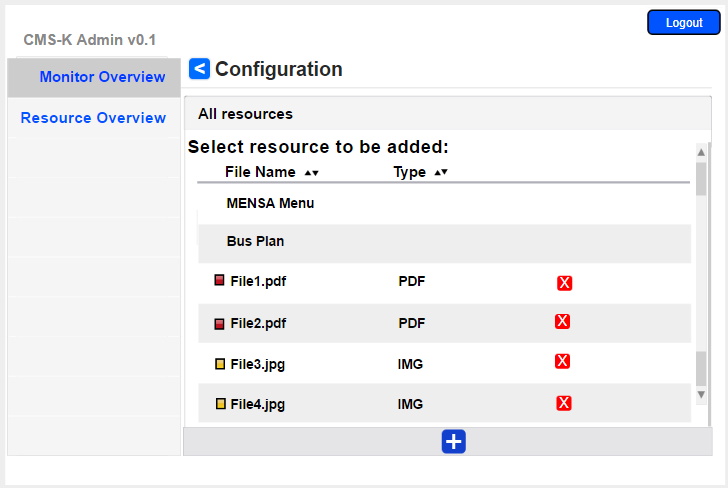 Logout
CMS-K Admin v0.1
Monitor Overview
< Configuration
Resource Overview
All resources
Select resource to be added:
File Name ▲▼ Type ▲▼
MENSA Menu
Bus Plan
File1.pdf PDF X
File2.pdf PDF X
File3.jpg IMG X
File4.jpg IMG X
+